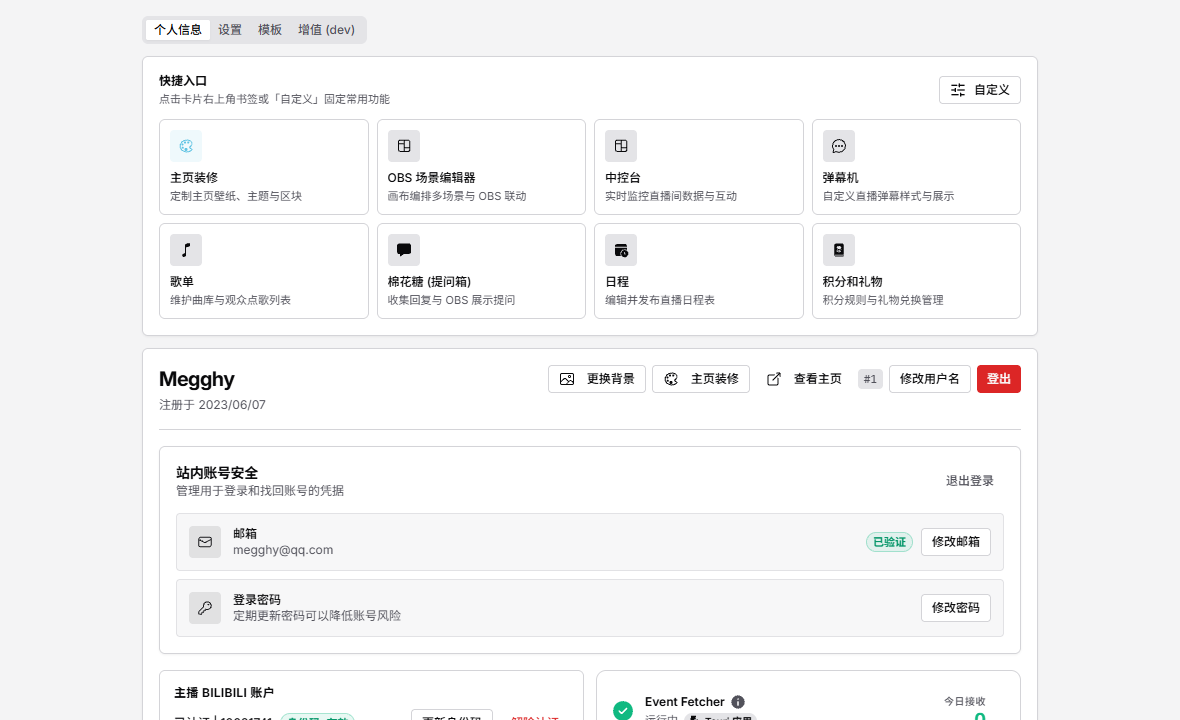 个人信息 设置 模板 增值 (dev)
快捷入口
点击卡片右上角书签或「自定义」固定常用功能
自定义
主页装修
定制主页壁纸、主题与区块
OBS 场景编辑器
画布编排多场景与 OBS 联动
中控台
实时监控直播间数据与互动
弹幕机
自定义直播弹幕样式与展示
歌单
维护曲库与观众点歌列表
棉花糖 (提问箱)
收集回复与 OBS 展示提问
日程
编辑并发布直播日程表
积分和礼物
积分规则与礼物兑换管理
Megghy
更换背景 主页装修 查看主页 #1 修改用户名 登出
注册于 2023/06/07
站内账号安全
管理用于登录和找回账号的凭据
退出登录
邮箱
megghy@qq.com
已验证 修改邮箱
登录密码
定期更新密码可以降低账号风险
修改密码
主播 BILIBILI 账户
Event Fetcher
今日接收
运行中